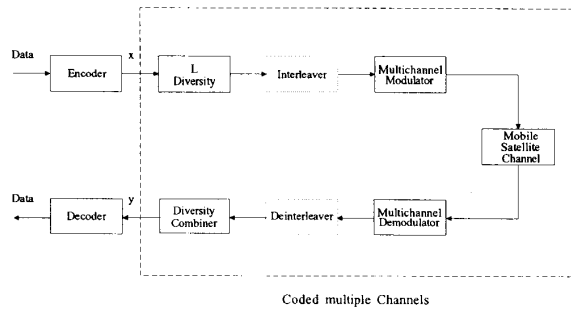 Data
x
Encoder
L
Diversity
Interleaver
Multichannel
Modulator
Mobile
Satellite
Channel
Data
y
Decoder
Diversity
Combiner
Deinterleaver
Multichannel
Demodulator
Coded multiple Channels